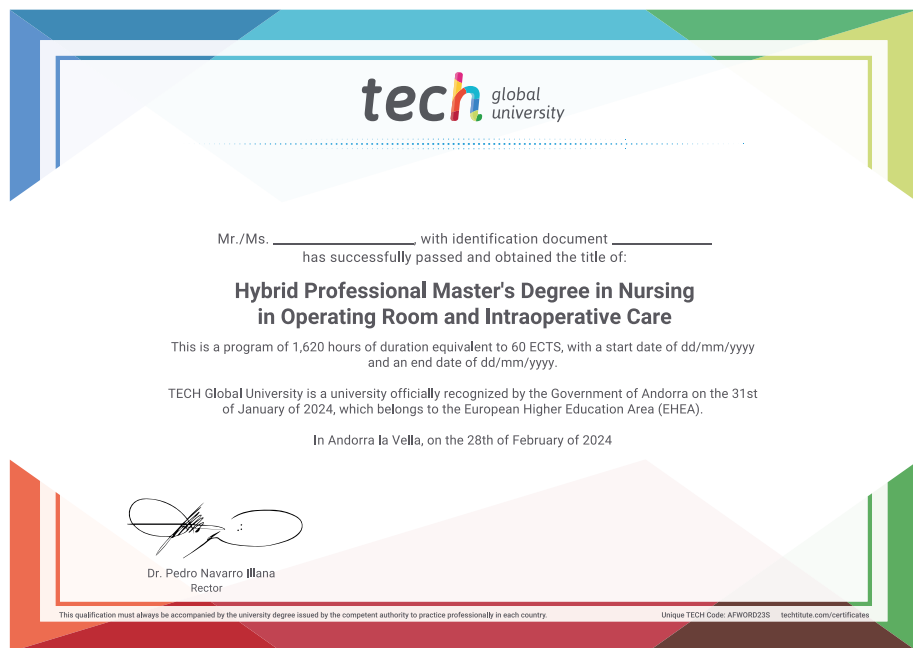 tech global
university
Mr./Ms. ________________, with identification document ____________
has successfully passed and obtained the title of:
Hybrid Professional Master's Degree in Nursing
in Operating Room and Intraoperative Care
This is a program of 1,620 hours of duration equivalent to 60 ECTS, with a start date of dd/mm/yyyy
and an end date of dd/mm/yyyy.
TECH Global University is a university officially recognized by the Government of Andorra on the 31st
of January of 2024, which belongs to the European Higher Education Area (EHEA).
In Andorra la Vella, on the 28th of February of 2024
Dr. Pedro Navarro Illana
Rector
This qualification must always be accompanied by the university degree issued by the competent authority to practice professionally in each country.
Unique TECH Code: AFWORD23S techtitute.com/certificates